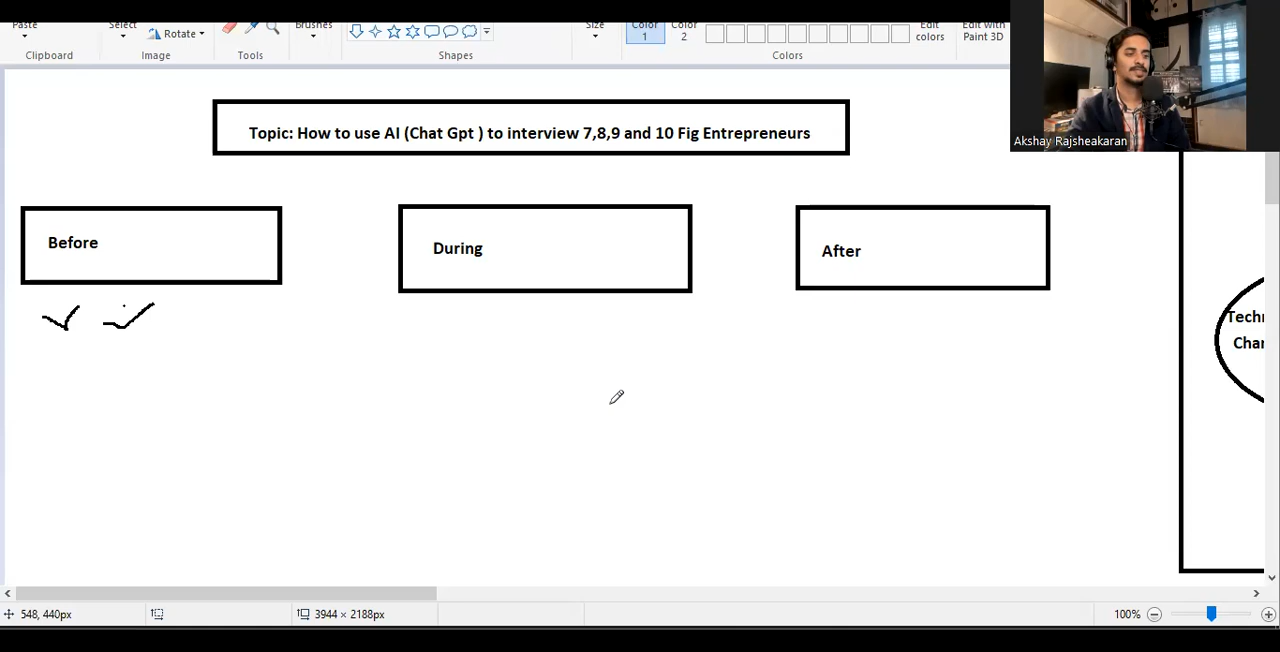 Paste
Select
Rotate
Brushes
Size
Color
1
Color
2
Edit
colors
Edit with
Paint 3D
Clipboard
Image
Tools
Shapes
Colors
Akshay Rajsheakaran
Topic: How to use AI (Chat Gpt ) to interview 7,8,9 and 10 Fig Entrepreneurs
Before
During
After
548, 440px
3944 × 2188px
100%